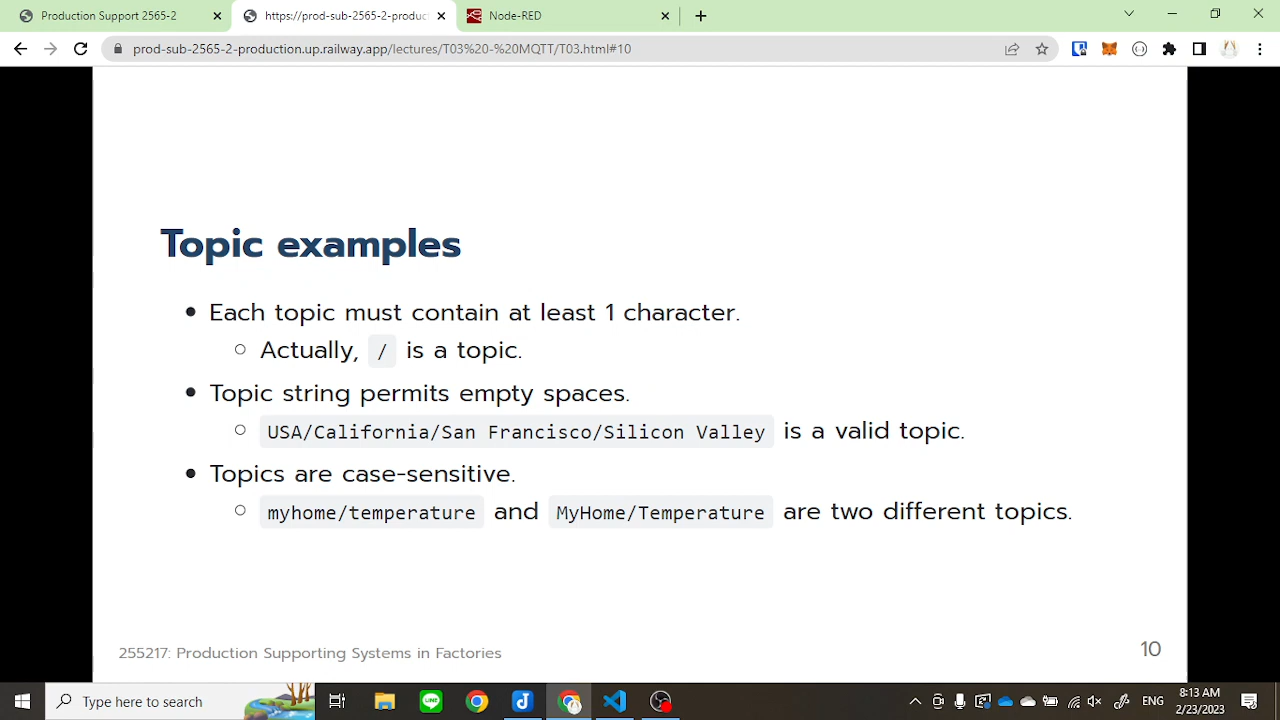 Production Support 2565-2
https://prod-sub-2565-2-produc
Node-RED
prod-sub-2565-2-production.up.railway.app/lectures/T03%20-%20MQTT/T03.html#10
Topic examples
Each topic must contain at least 1 character.
Actually, / is a topic.
Topic string permits empty spaces.
USA/California/San Francisco/Silicon Valley is a valid topic.
Topics are case-sensitive.
myhome/temperature and MyHome/Temperature are two different topics.
255217: Production Supporting Systems in Factories
10
Type here to search
LINE
ENG
8:13 AM
2/23/2023